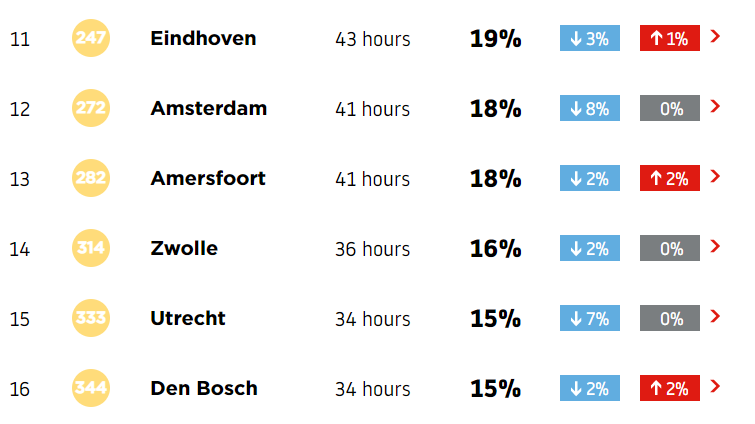 11 247 Eindhoven 43 hours 19% ↓ 3% ↑ 1% >
12 272 Amsterdam 41 hours 18% ↓ 8% 0% >
13 282 Amersfoort 41 hours 18% ↓ 2% ↑ 2% >
14 314 Zwolle 36 hours 16% ↓ 2% 0% >
15 333 Utrecht 34 hours 15% ↓ 7% 0% >
16 344 Den Bosch 34 hours 15% ↓ 2% ↑ 2% >